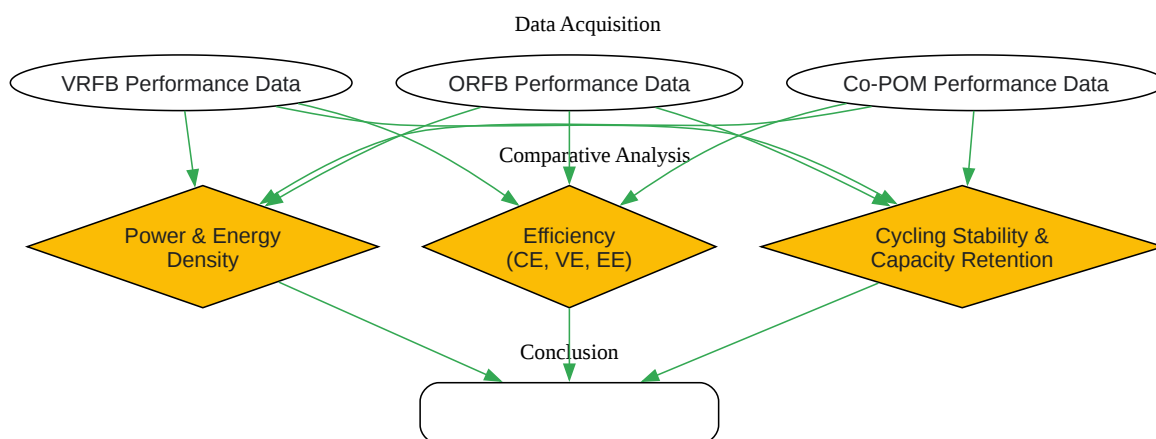 Data Acquisition
VRFB Performance Data
ORFB Performance Data
Co-POM Performance Data
Comparative Analysis
Power & Energy
Density
Efficiency
(CE, VE, EE)
Cycling Stability &
Capacity Retention
Conclusion